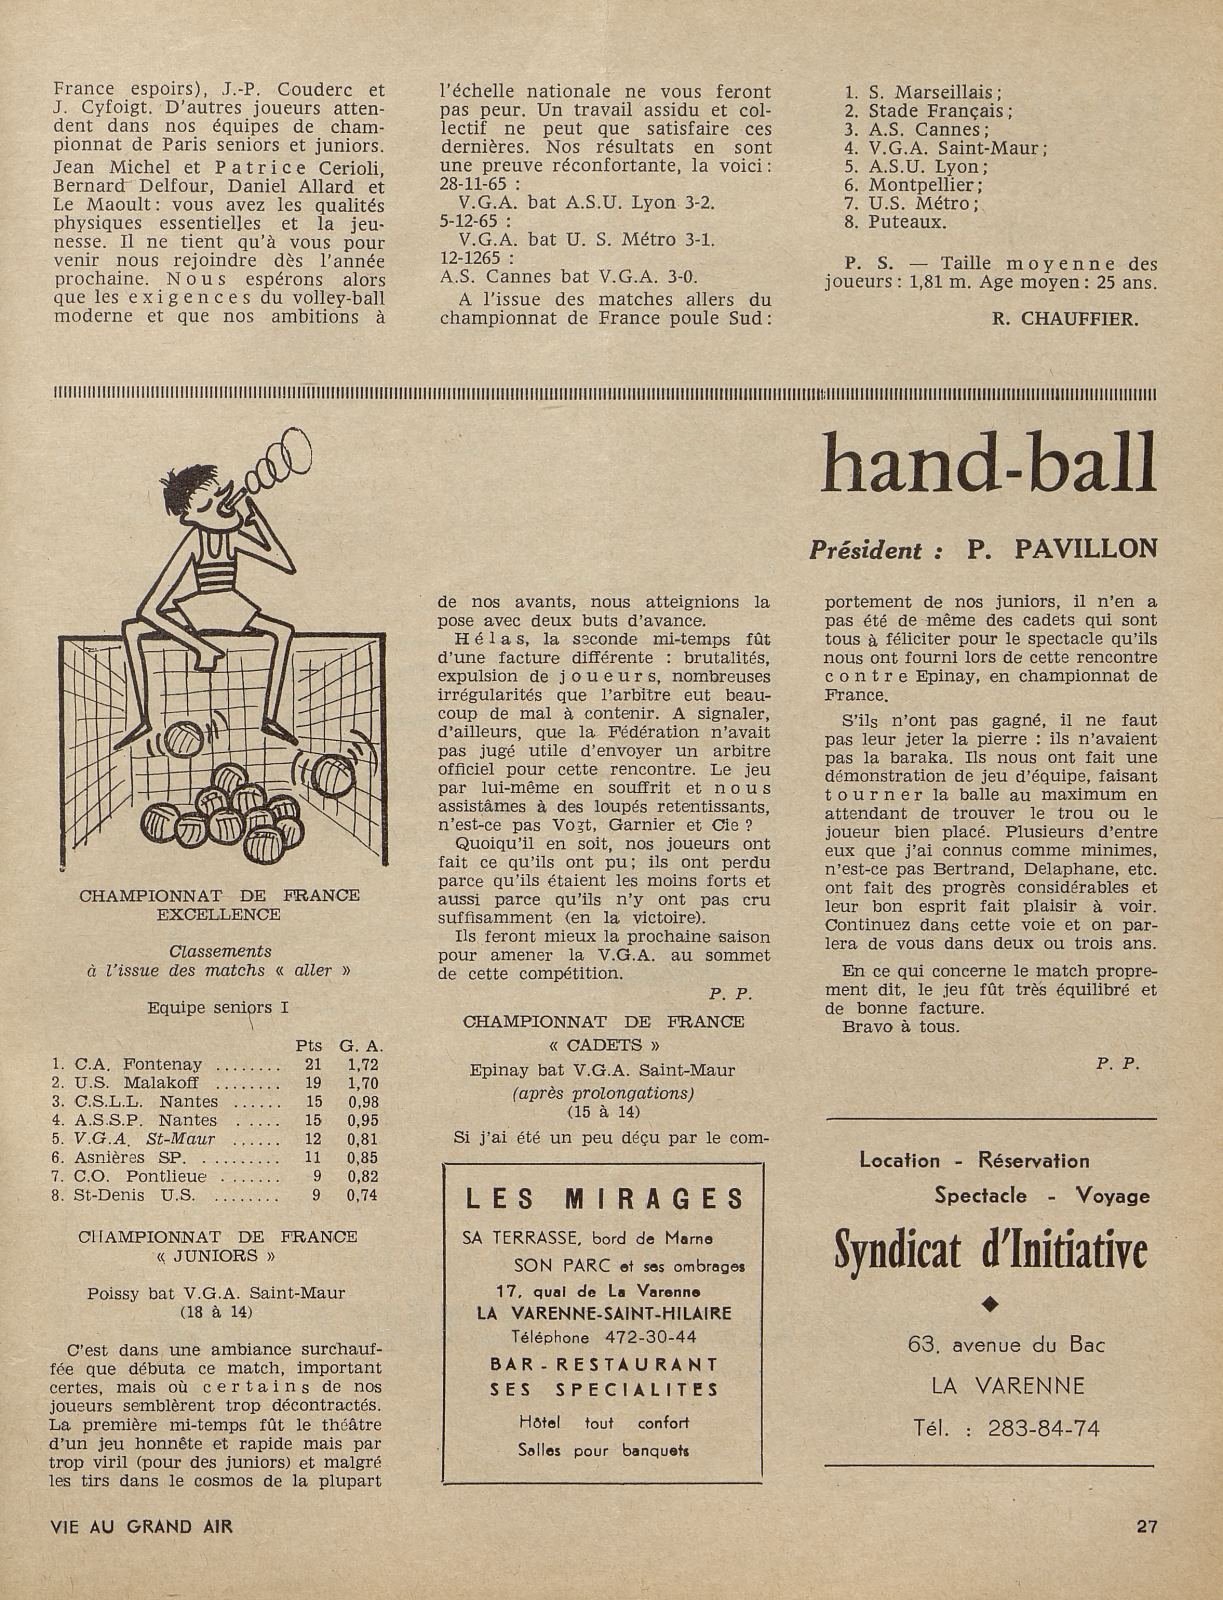 France espoirs), J.-P. Couderc et
J. Cyfoigt. D'autres joueurs atten-
dent dans nos équipes de cham-
pionnat de Paris seniors et juniors.
Jean Michel et Patrice Cerioli,
Bernard Delfour, Daniel Allard et
Le Maoult : vous avez les qualités
physiques essentielles et la jeu-
nesse. Il ne tient qu'à vous pour
venir nous rejoindre dès l'année
prochaine. Nous espérons alors
que les exigences du volley-ball
moderne et que nos ambitions à
l'échelle nationale ne vous feront
pas peur. Un travail assidu et col-
lectif ne peut que satisfaire ces
dernières. Nos résultats en sont
une preuve réconfortante, la voici :
28-11-65 :
V.G.A. bat A.S.U. Lyon 3-2.
5-12-65 :
V.G.A. bat U. S. Métro 3-1.
12-1265 :
A.S. Cannes bat V.G.A. 3-0.
A l'issue des matches allers du
championnat de France poule Sud :
1. S. Marseillais ;
2. Stade Français ;
3. A.S. Cannes ;
4. V.G.A. Saint-Maur ;
5. A.S.U. Lyon ;
6. Montpellier ;
7. U.S. Métro ;
8. Puteaux.
P. S. — Taille moyenne des
joueurs : 1,81 m. Age moyen : 25 ans.
R. CHAUFFIER.
hand-ball
Président : P. PAVILLON
CHAMPIONNAT DE FRANCE
EXCELLENCE
Classements
à l'issue des matchs « aller »
Equipe seniors I
Pts G. A.
1. C.A. Fontenay ........ 21 1,72
2. U.S. Malakoff ........ 19 1,70
3. C.S.L.L. Nantes ...... 15 0,98
4. A.S.S.P. Nantes ...... 15 0,95
5. V.G.A. St-Maur ...... 12 0,81
6. Asnières SP. ......... 11 0,85
7. C.O. Pontlieue ....... 9 0,82
8. St-Denis U.S. ........ 9 0,74
CHAMPIONNAT DE FRANCE
« JUNIORS »
Poissy bat V.G.A. Saint-Maur
(18 à 14)
C'est dans une ambiance surchauf-
fée que débuta ce match, important
certes, mais où certains de nos
joueurs semblèrent trop décontractés.
La première mi-temps fût le théâtre
d'un jeu honnête et rapide mais par
trop viril (pour des juniors) et malgré
les tirs dans le cosmos de la plupart
de nos avants, nous atteignions la
pose avec deux buts d'avance.
Hélas, la seconde mi-temps fût
d'une facture différente : brutalités,
expulsion de joueurs, nombreuses
irrégularités que l'arbitre eut beau-
coup de mal à contenir. A signaler,
d'ailleurs, que la Fédération n'avait
pas jugé utile d'envoyer un arbitre
officiel pour cette rencontre. Le jeu
par lui-même en souffrit et nous
assistâmes à des loupés retentissants,
n'est-ce pas Vogt, Garnier et Cie ?
Quoiqu'il en soit, nos joueurs ont
fait ce qu'ils ont pu ; ils ont perdu
parce qu'ils étaient les moins forts et
aussi parce qu'ils n'y ont pas cru
suffisamment (en la victoire).
Ils feront mieux la prochaine saison
pour amener la V.G.A. au sommet
de cette compétition.
P. P.
CHAMPIONNAT DE FRANCE
« CADETS »
Epinay bat V.G.A. Saint-Maur
(après prolongations)
(15 à 14)
Si j'ai été un peu déçu par le com-
portement de nos juniors, il n'en a
pas été de même des cadets qui sont
tous à féliciter pour le spectacle qu'ils
nous ont fourni lors de cette rencontre
contre Epinay, en championnat de
France.
S'ils n'ont pas gagné, il ne faut
pas leur jeter la pierre : ils n'avaient
pas la baraka. Ils nous ont fait une
démonstration de jeu d'équipe, faisant
tourner la balle au maximum en
attendant de trouver le trou ou le
joueur bien placé. Plusieurs d'entre
eux que j'ai connus comme minimes,
n'est-ce pas Bertrand, Delaphane, etc.
ont fait des progrès considérables et
leur bon esprit fait plaisir à voir.
Continuez dans cette voie et on par-
lera de vous dans deux ou trois ans.
En ce qui concerne le match propre-
ment dit, le jeu fût très équilibré et
de bonne facture.
Bravo à tous.
P. P.
LES MIRAGES
SA TERRASSE, bord de Marne
SON PARC et ses ombrages
17, quai de La Varenne
LA VARENNE-SAINT-HILAIRE
Téléphone 472-30-44
BAR - RESTAURANT
SES SPECIALITES
Hôtel tout confort
Salles pour banquets
Location - Réservation
Spectacle - Voyage
Syndicat d'Initiative
63, avenue du Bac
LA VARENNE
Tél. : 283-84-74
VIE AU GRAND AIR
27